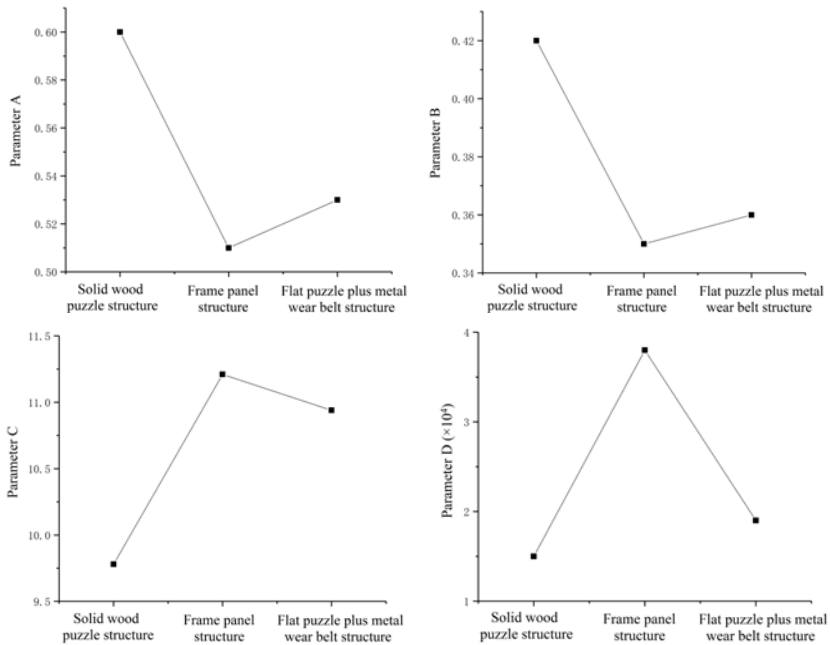 0.60
0.58
0.56
0.54
0.52
0.50
Parameter A
Solid wood
puzzle structure
Frame panel
structure
Flat puzzle plus metal
wear belt structure
0.42
0.40
0.38
0.36
0.34
Parameter B
Solid wood
puzzle structure
Frame panel
structure
Flat puzzle plus metal
wear belt structure
11.5
11.0
10.5
10.0
9.5
Parameter C
Solid wood
puzzle structure
Frame panel
structure
Flat puzzle plus metal
wear belt structure
4
3
2
1
Parameter D (×10⁴)
Solid wood
puzzle structure
Frame panel
structure
Flat puzzle plus metal
wear belt structure